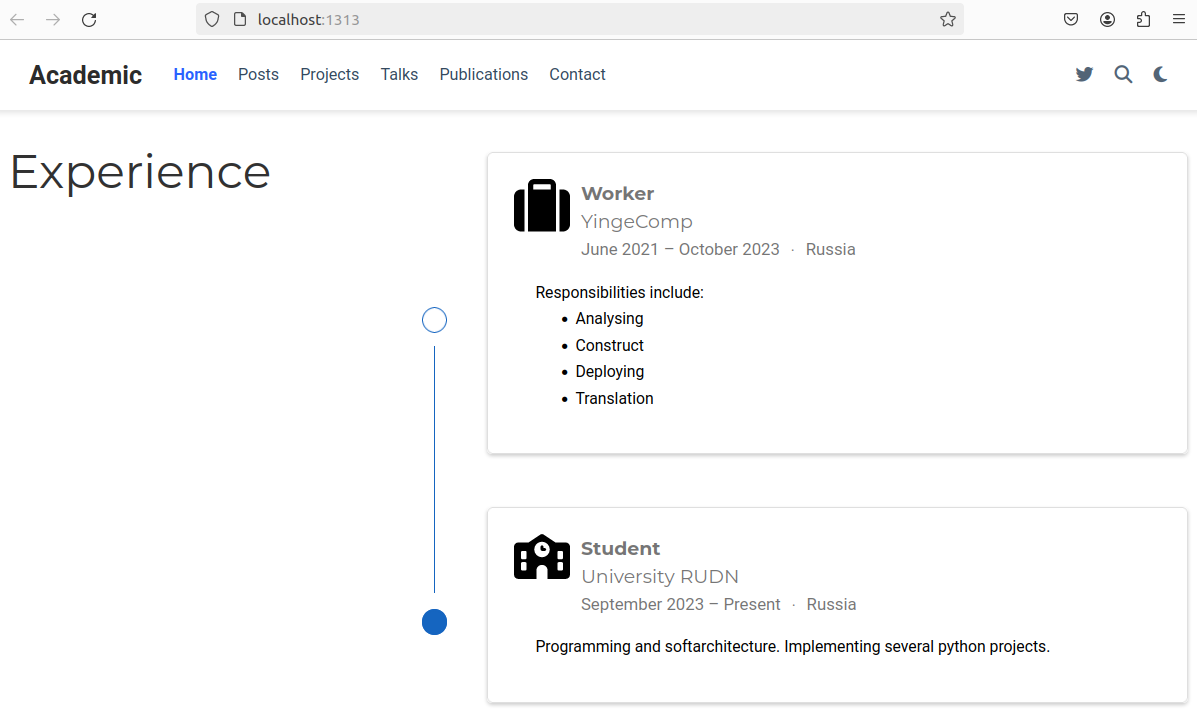 localhost:1313
Academic Home Posts Projects Talks Publications Contact
Experience
Worker
YingeComp
June 2021 – October 2023 · Russia
Responsibilities include:
• Analysing
• Construct
• Deploying
• Translation
Student
University RUDN
September 2023 – Present · Russia
Programming and softarchitecture. Implementing several python projects.